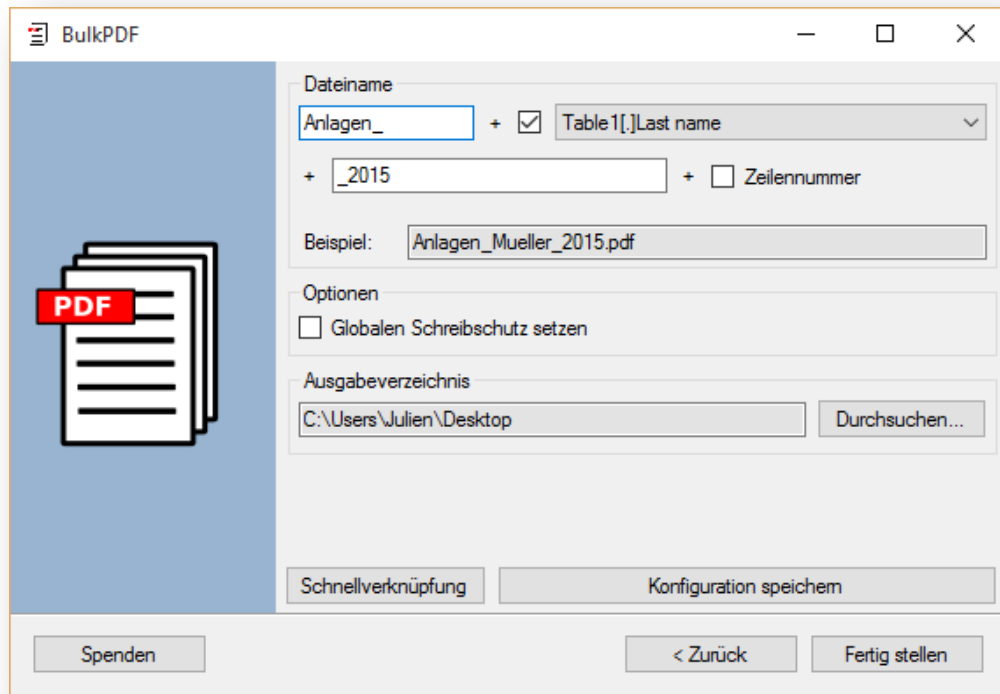 BulkPDF
Dateiname
Anlagen_ + Table1[.]Last name
+ _2015 + Zeilennummer
Beispiel: Anlagen_Mueller_2015.pdf
PDF
Optionen
Globalen Schreibschutz setzen
Ausgabeverzeichnis
C:\Users\Julien\Desktop Durchsuchen...
Schnellverknüpfung Konfiguration speichern
Spenden < Zurück Fertig stellen